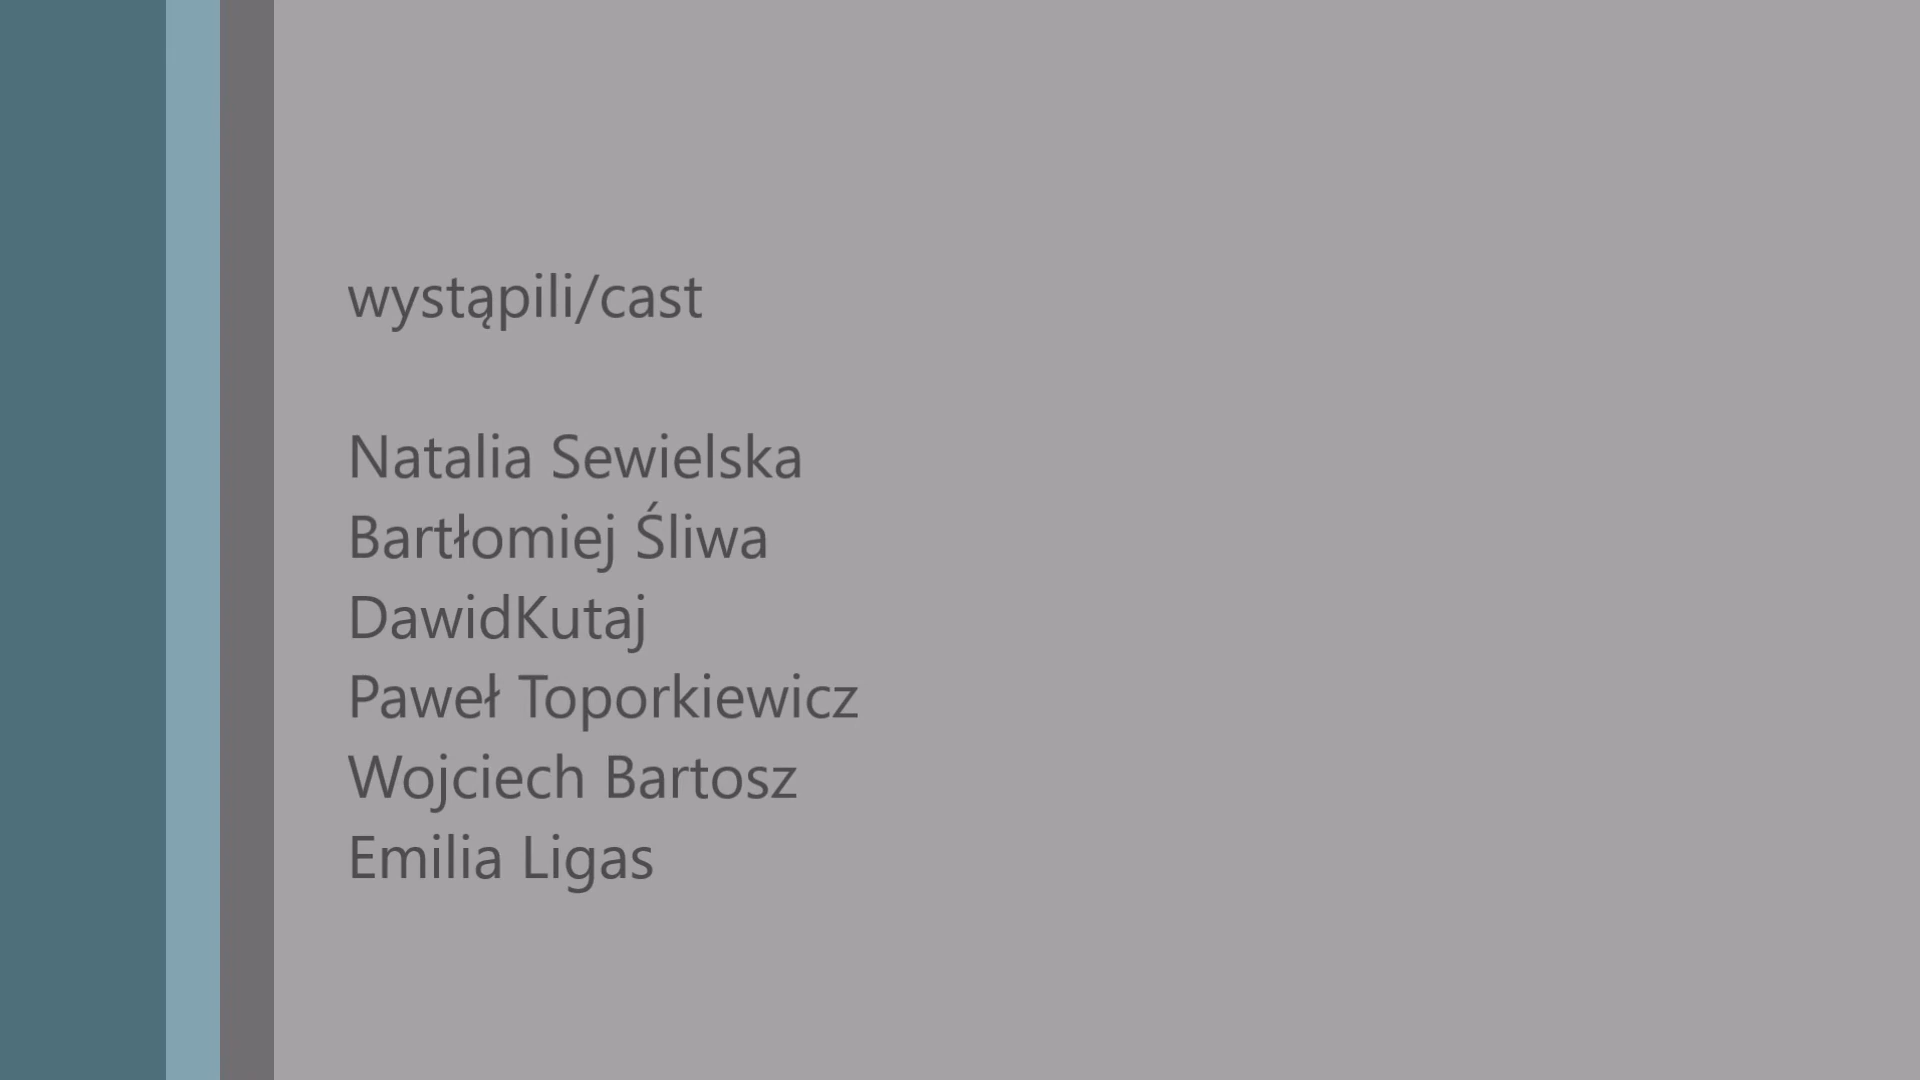 wystąpili/cast
Natalia Sewielska
Bartłomiej Śliwa
DawidKutaj
Paweł Toporkiewicz
Wojciech Bartosz
Emilia Ligas